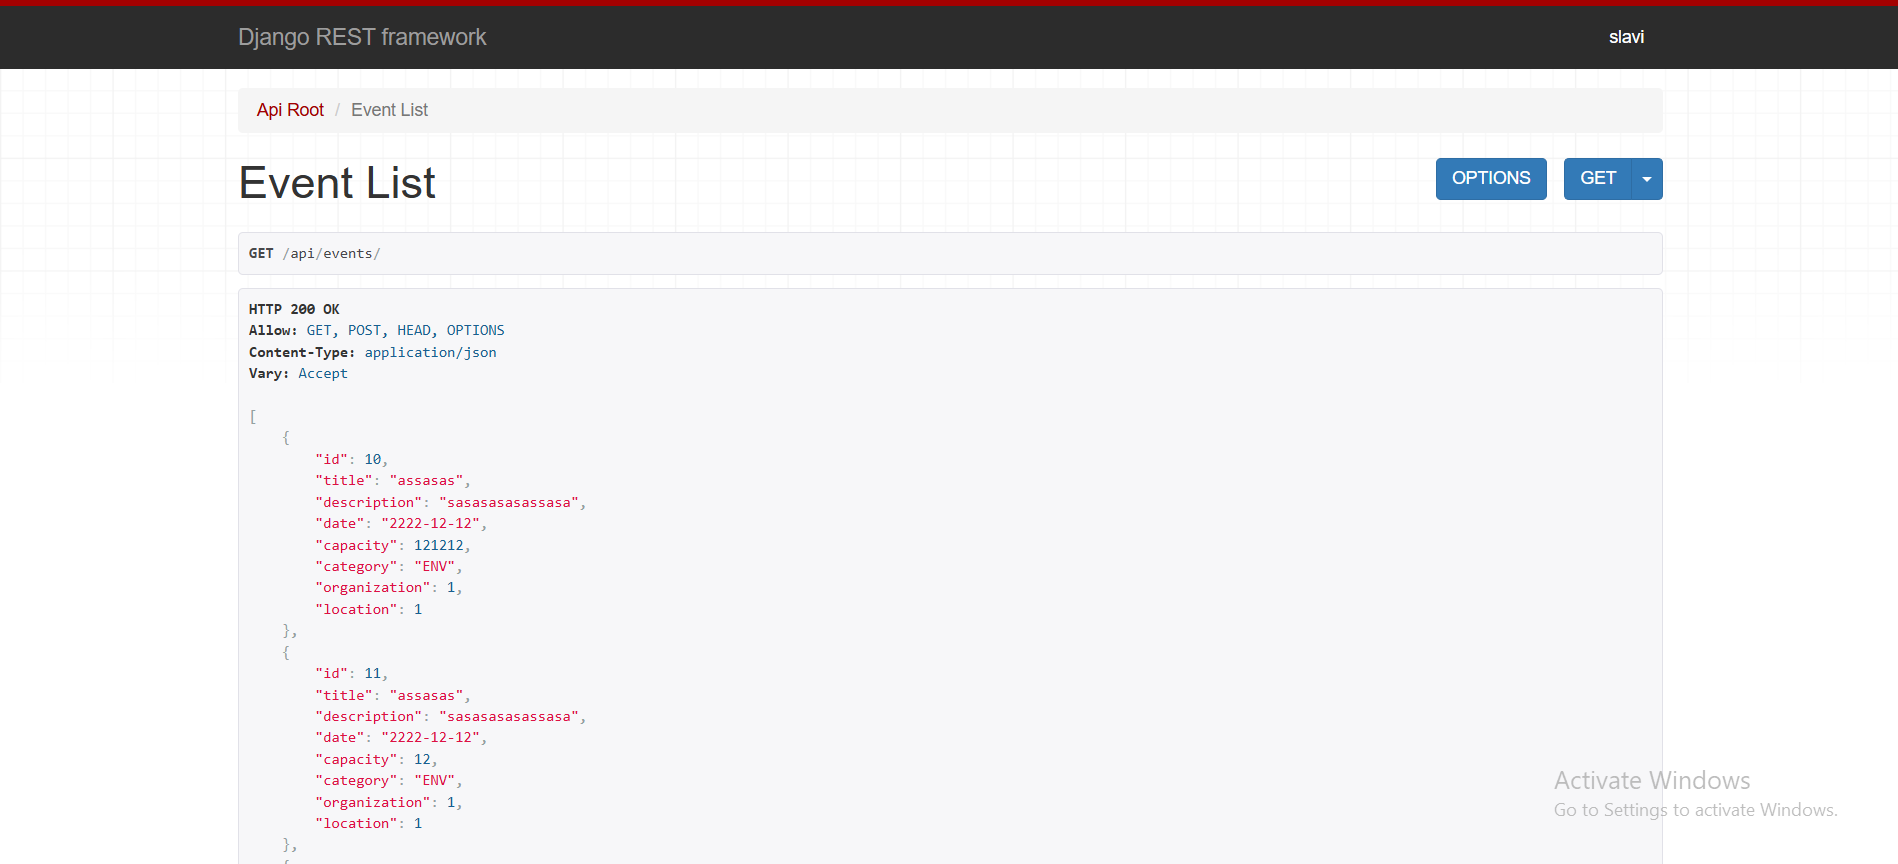 Django REST framework
slavi
Api Root / Event List
Event List
OPTIONS
GET
GET /api/events/
HTTP 200 OK
Allow: GET, POST, HEAD, OPTIONS
Content-Type: application/json
Vary: Accept
[
    {
        "id": 10,
        "title": "assasas",
        "description": "sasasasasassasa",
        "date": "2222-12-12",
        "capacity": 121212,
        "category": "ENV",
        "organization": 1,
        "location": 1
    },
    {
        "id": 11,
        "title": "assasas",
        "description": "sasasasasassasa",
        "date": "2222-12-12",
        "capacity": 12,
        "category": "ENV",
        "organization": 1,
        "location": 1
    },
    {
Activate Windows
Go to Settings to activate Windows.